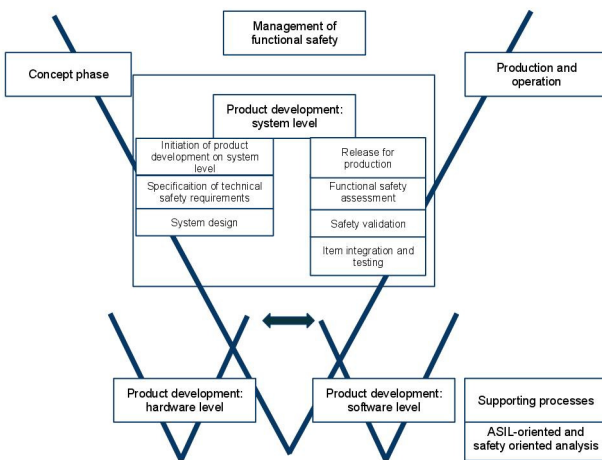 Management of
functional safety
Concept phase
Production and
operation
Product development:
system level
Initiation of product
development on system
level
Specification of technical
safety requirements
System design
Release for
production
Functional safety
assessment
Safety validation
Item integration and
testing
Product development:
hardware level
Product development:
software level
Supporting processes
ASIL-oriented and
safety oriented analysis